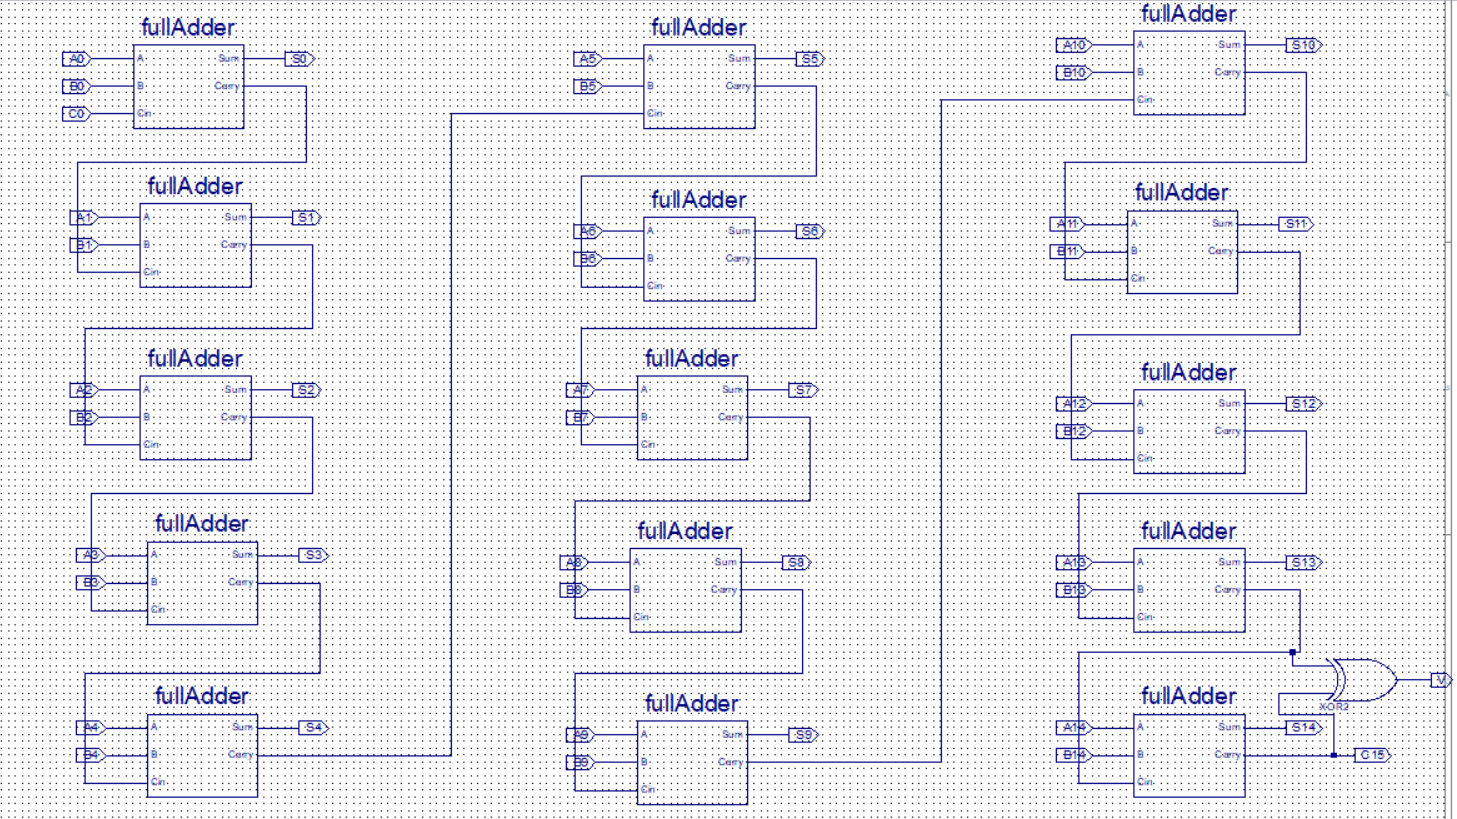 fullAdder
A0 A Sum S0
B0 B Carry
C0 Cin
fullAdder
A1 A Sum S1
B1 B Carry
Cin
fullAdder
A2 A Sum S2
B2 B Carry
Cin
fullAdder
A3 A Sum S3
B3 B Carry
Cin
fullAdder
A4 A Sum S4
B4 B Carry
Cin
fullAdder
A5 A Sum S5
B5 B Carry
Cin
fullAdder
A6 A Sum S6
B6 B Carry
Cin
fullAdder
A7 A Sum S7
B7 B Carry
Cin
fullAdder
A8 A Sum S8
B8 B Carry
Cin
fullAdder
A9 A Sum S9
B9 B Carry
Cin
fullAdder
A10 A Sum S10
B10 B Carry
Cin
fullAdder
A11 A Sum S11
B11 B Carry
Cin
fullAdder
A12 A Sum S12
B12 B Carry
Cin
fullAdder
A13 A Sum S13
B13 B Carry
Cin
V
XOR2
fullAdder
A14 A Sum S14
B14 B Carry C15
Cin